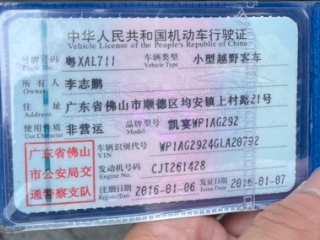 中华人民共和国机动车行驶证
Vehicle License of the People's Republic of China
号牌号码 粤XAL711 车辆类型 小型越野客车
Plate No. Vehicle Type
所有人 李志鹏
Owner
住址 广东省佛山市顺德区均安镇上村路21号
Address
使用性质 非营运 品牌型号 凯宴WP1AG292
Use Character Model
广东省佛山 车辆识别代号 WP1AG2924GLA20792
VIN
市公安局交 发动机号码 CJT261428
Engine No.
通警察支队 注册日期 2016-01-06 发证日期 2016-01-07
Register Date Issue Date